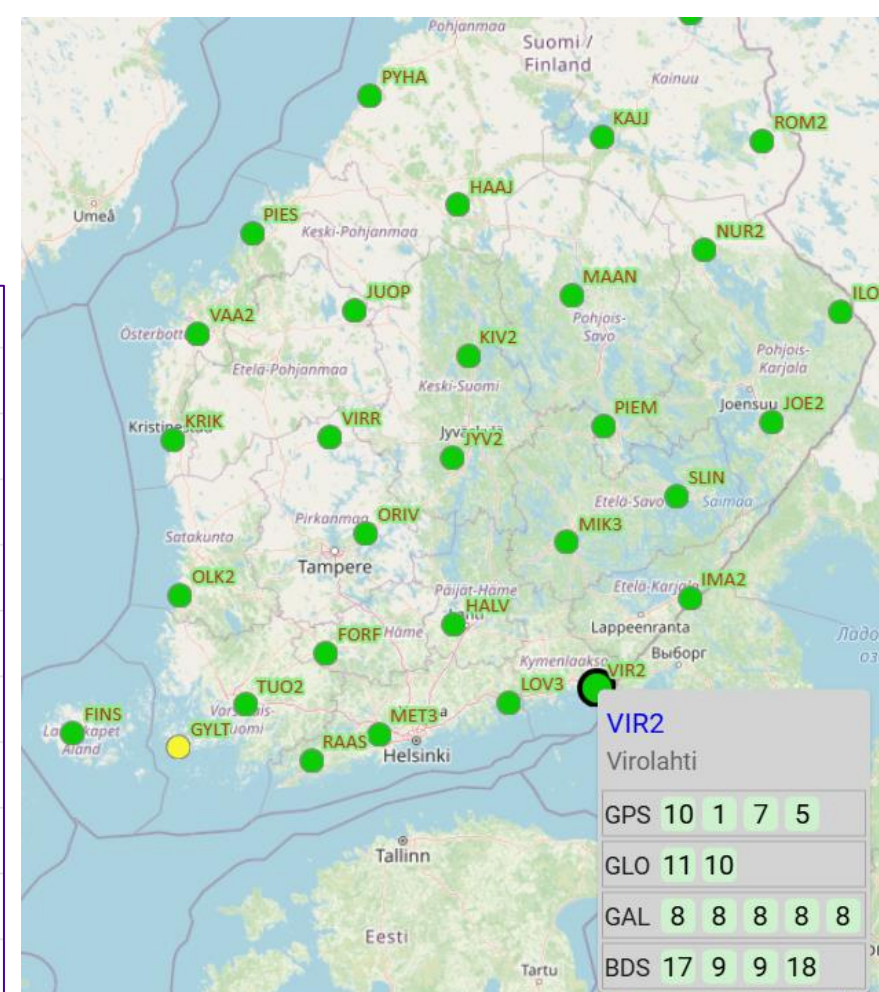 Pohjanmaa
Suomi /
Finland
PYHA
Kainuu
KAJJ
ROM2
HAAJ
Umeå
PIES
Keski-Pohjanmaa
NUR2
MAAN
JUOP
ILO
VAA2
Pohjois-
Savo
Österbott
KIV2
Pohjois-
Karjala
Etelä-Pohjanmaa
Keski-Suomi
PIEM
Joensuu
JOE2
KRIK
VIRR
JYV2
SLIN
Etelä-Savo
Saimaa
ORIV
Pirkanmaa
MIK3
Satakunta
Tampere
OLK2
Päijät-Häme
Etelä-Karjala
IMA2
HALV
Lappeenranta
FORF
Häme
Kymenlaakso
Выборг
VIR2
TUO2
LOV3
FINS
GYLT
MET3
RAAS
Helsinki
VIR2
Virolahti
GPS 10 1 7 5
GLO 11 10
GAL 8 8 8 8 8
BDS 17 9 9 18
Tallinn
Eesti
Tartu